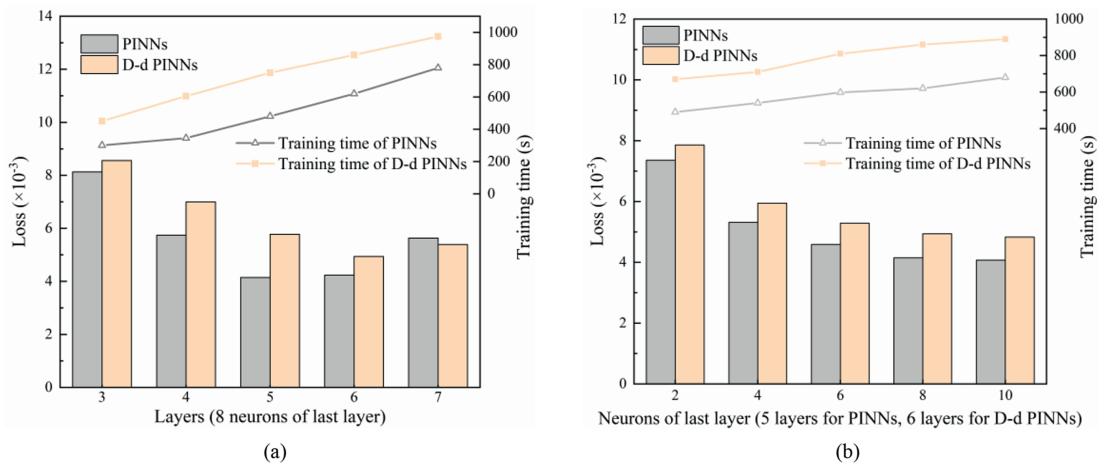 14
12
10
8
6
4
2
0
Loss (×10⁻³)
PINNs
D-d PINNs
Training time of PINNs
Training time of D-d PINNs
1000
800
600
400
200
0
Training time (s)
3 4 5 6 7
Layers (8 neurons of last layer)
(a)
12
10
8
6
4
2
0
Loss (×10⁻³)
PINNs
D-d PINNs
Training time of PINNs
Training time of D-d PINNs
1000
800
600
400
Training time (s)
2 4 6 8 10
Neurons of last layer (5 layers for PINNs, 6 layers for D-d PINNs)
(b)